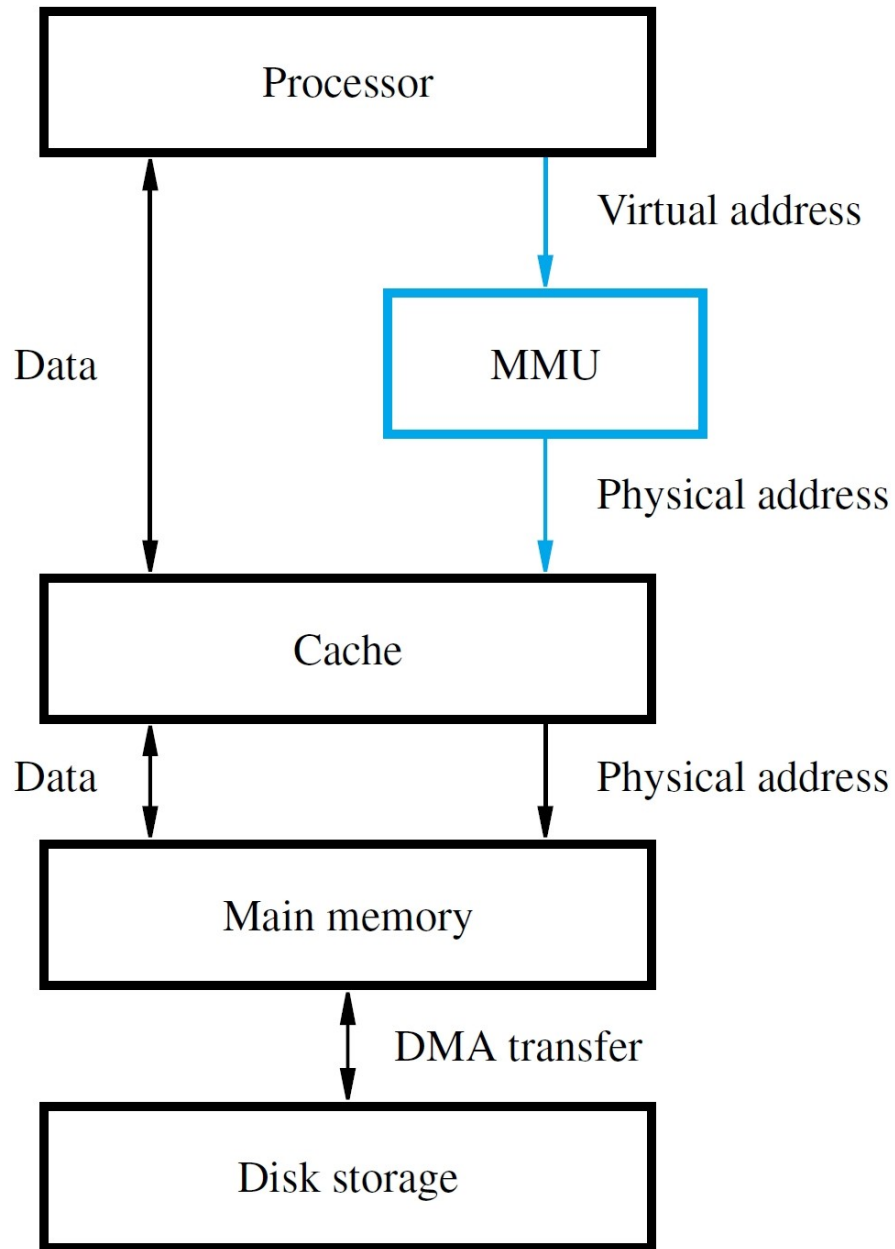 Processor
Virtual address
MMU
Data
Physical address
Cache
Data
Physical address
Main memory
DMA transfer
Disk storage